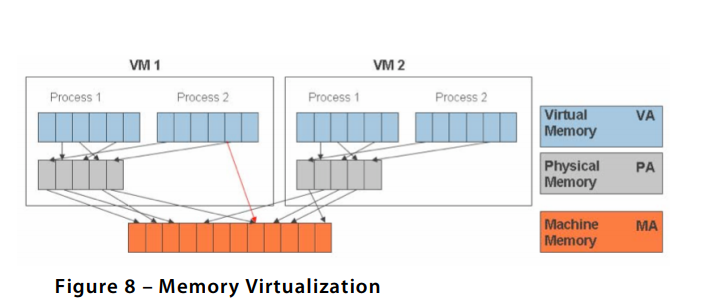 VM 1
VM 2
Process 1
Process 2
Process 1
Process 2
Virtual Memory VA
Physical Memory PA
Machine Memory MA
Figure 8 – Memory Virtualization